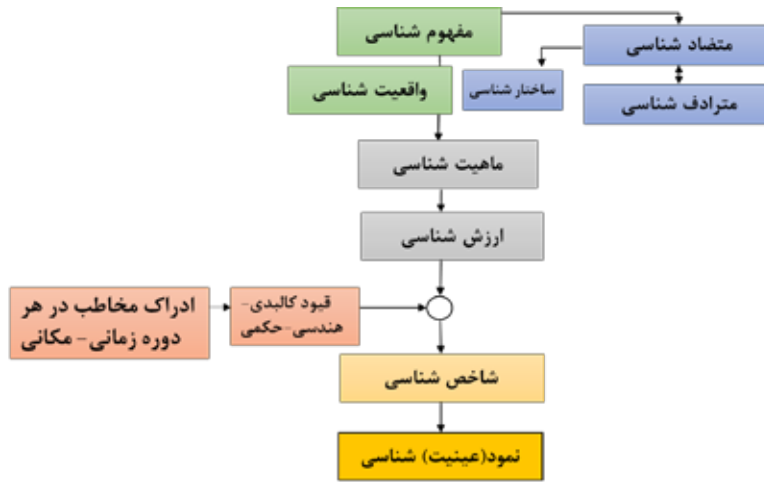 مفهوم شناسی
متضاد شناسی
ساختار شناسی
واقعیت شناسی
مترادف شناسی
ماهیت شناسی
ارزش شناسی
ادراک مخاطب در هر
دوره زمانی- مکانی
قیود کالبدی-
هندسی-حکمی
شاخص شناسی
نمود(عینیت) شناسی